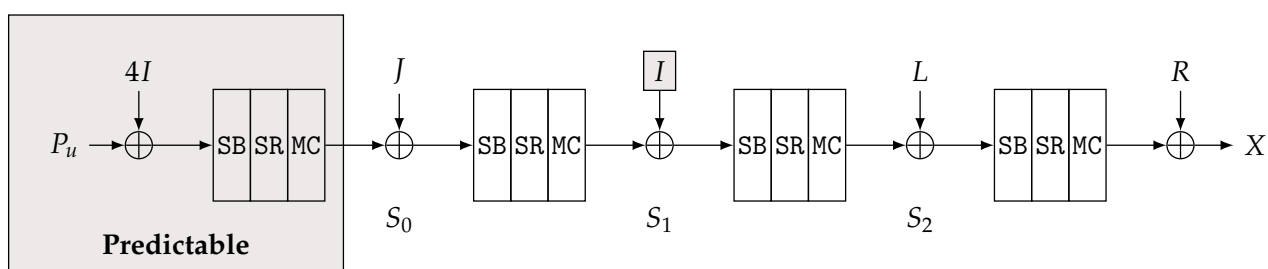 4I J I L R
P_u SB SR MC SB SR MC SB SR MC SB SR MC X
S_0 S_1 S_2
Predictable